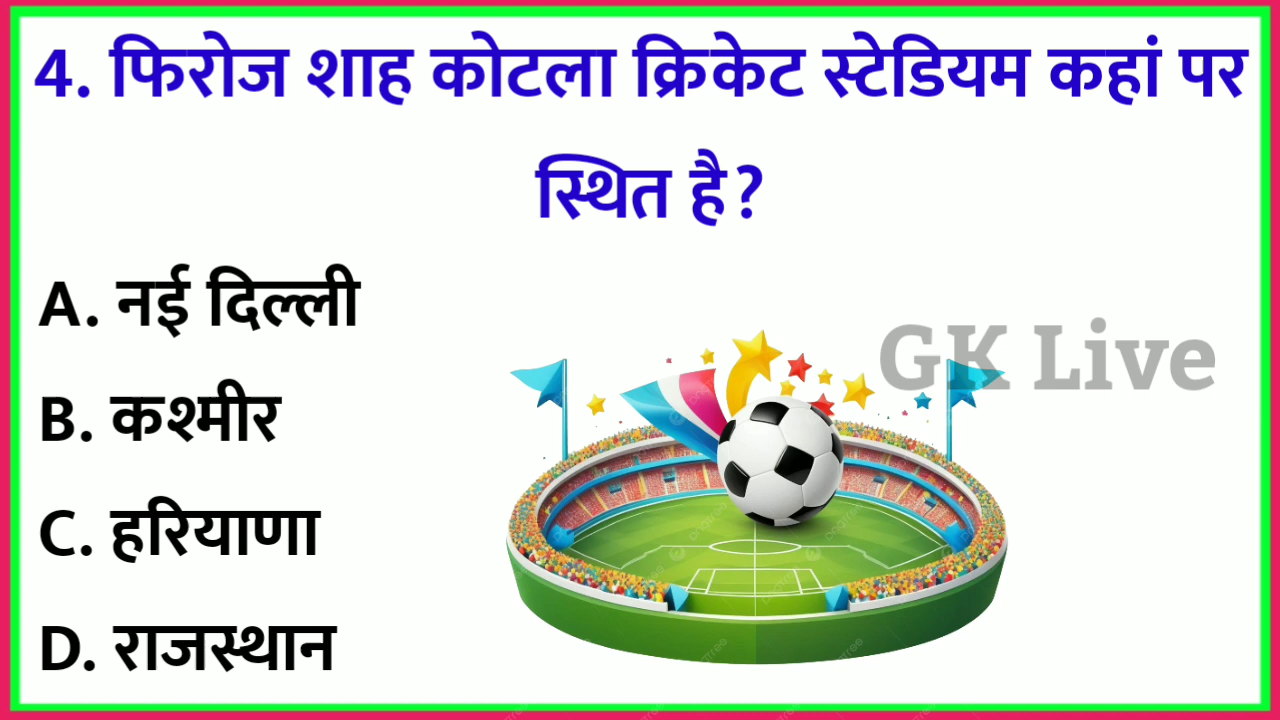 4. फिरोज शाह कोटला क्रिकेट स्टेडियम कहां पर
स्थित है?
A. नई दिल्ली
GK Live
B. कश्मीर
C. हरियाणा
D. राजस्थान